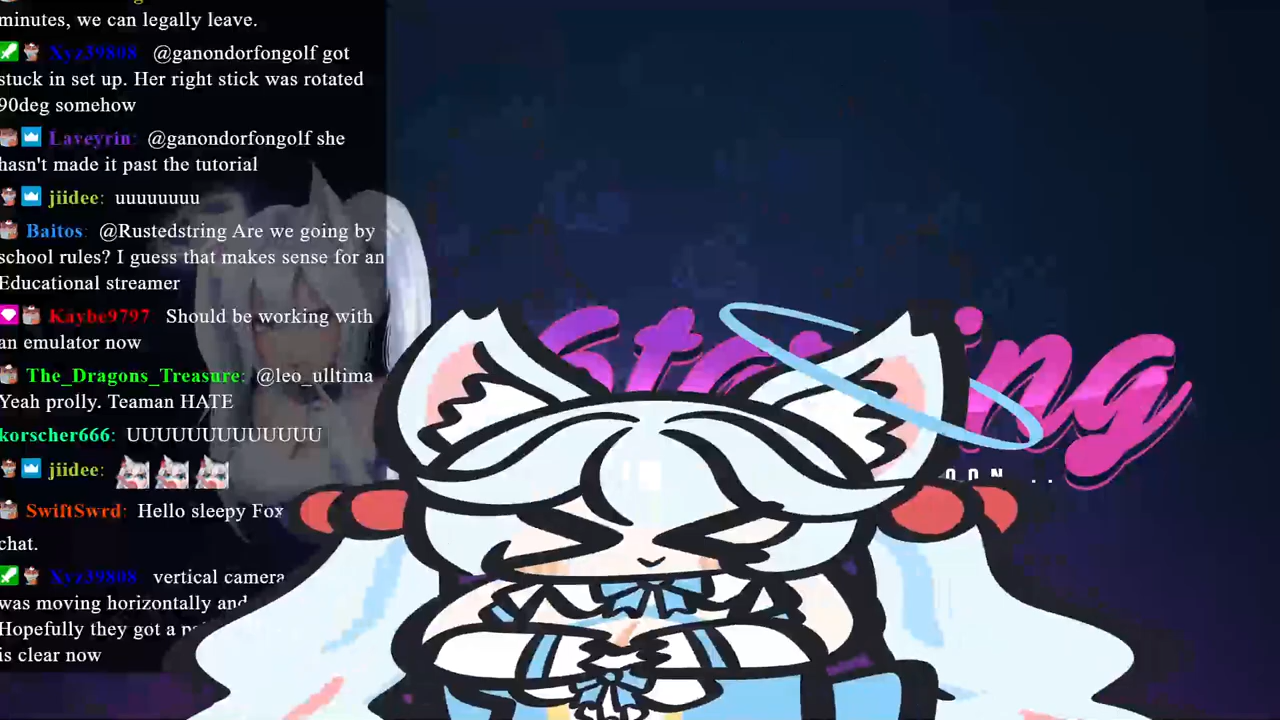 minutes, we can legally leave.
Xyz39808 @ganondorfongolf got
stuck in set up. Her right stick was rotated
90deg somehow
Laveyrin: @ganondorfongolf she
hasn't made it past the tutorial
jiidee: uuuuuuuu
Baitos: @Rustedstring Are we going by
school rules? I guess that makes sense for an
Educational streamer
Kaybe9797 Should be working with
an emulator now
The_Dragons_Treasure: @leo_ulltima
Yeah prolly. Teaman HATE
korscher666: UUUUUUUUUUUUU
jiidee:
SwiftSwrd: Hello sleepy Fox
chat.
Xyz39808 vertical camera
was moving horizontally and
Hopefully they got a
is clear now